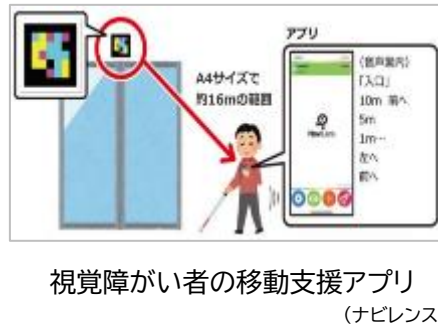 アプリ
A4サイズで
約16mの範囲
(音声案内)
「入口」
10m 前へ
5m
1m…
左へ
前へ
視覚障がい者の移動支援アプリ
(ナビレンス